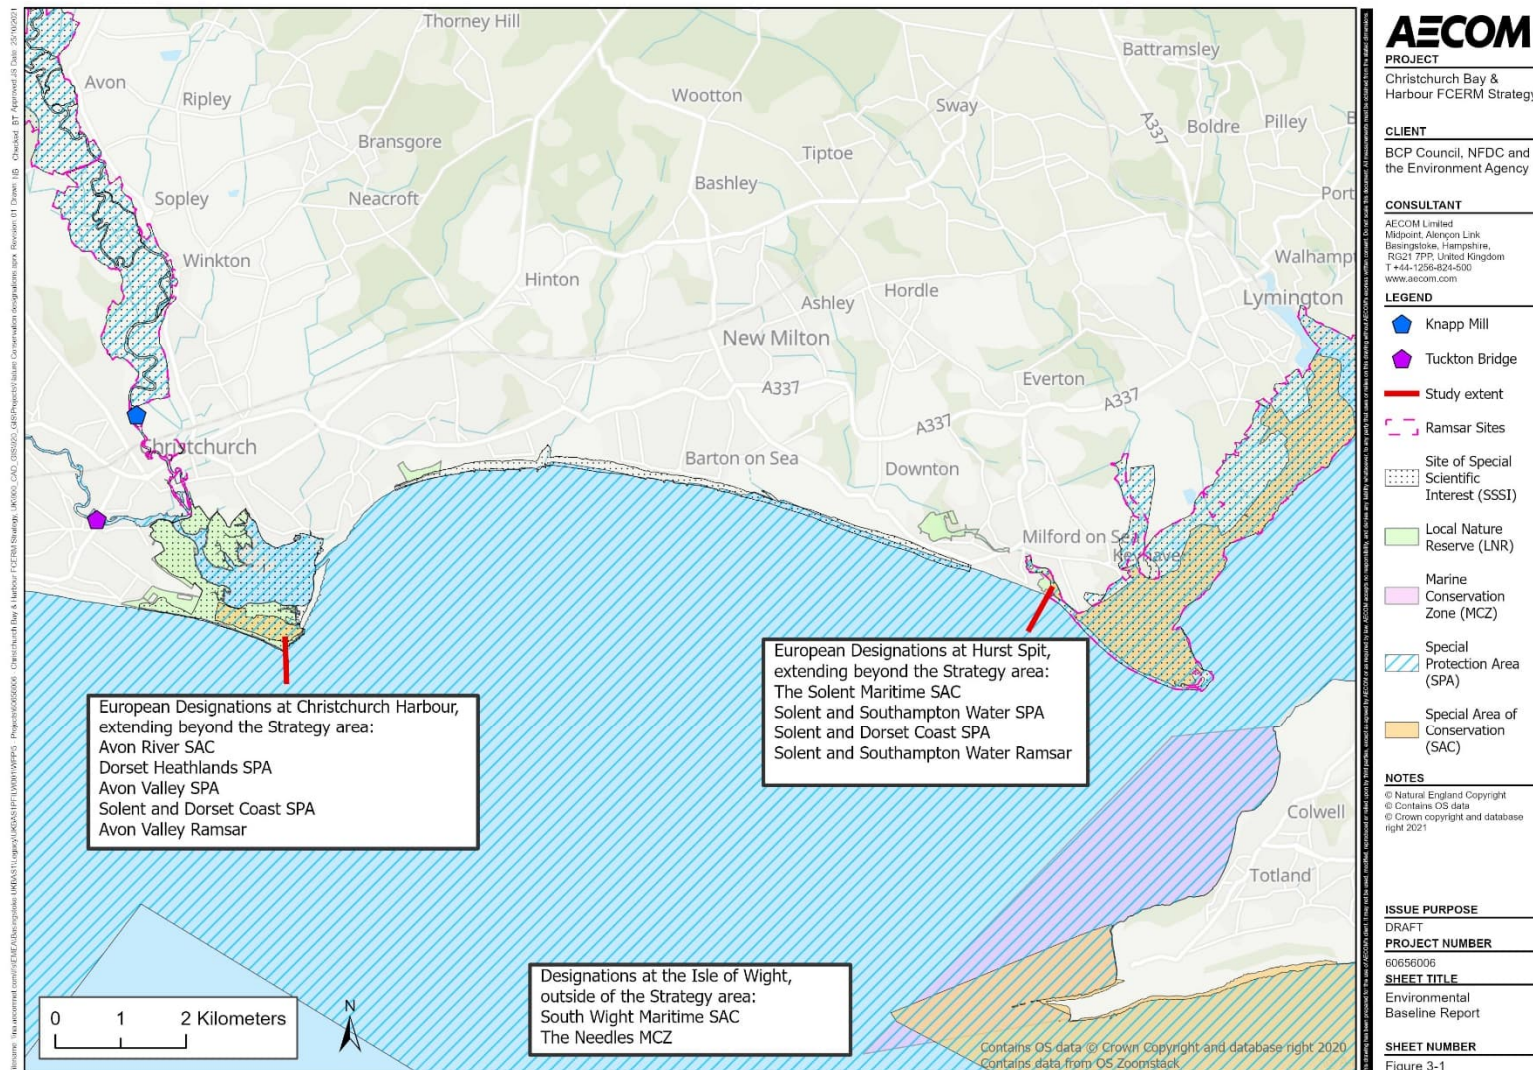 Thorney Hill
Battramsley
Avon
Ripley
Wootton
Sway
A337
Boldre
Pilley
Bransgore
Tiptoe
Bashley
Sopley
Neacroft
Port
Winkton
Hinton
Ashley
Hordle
Walhampt
Lymington
New Milton
Everton
A337
A337
A337
Christchurch
Barton on Sea
Downton
Milford on Sea
Keyhaven
European Designations at Christchurch Harbour,
extending beyond the Strategy area:
Avon River SAC
Dorset Heathlands SPA
Avon Valley SPA
Solent and Dorset Coast SPA
Avon Valley Ramsar
European Designations at Hurst Spit,
extending beyond the Strategy area:
The Solent Maritime SAC
Solent and Southampton Water SPA
Solent and Dorset Coast SPA
Solent and Southampton Water Ramsar
Colwell
Totland
Designations at the Isle of Wight,
outside of the Strategy area:
South Wight Maritime SAC
The Needles MCZ
0 1 2 Kilometers
N
Contains OS data © Crown Copyright and database right 2020
Contains data from OS Zoomstack
AECOM
PROJECT
Christchurch Bay &
Harbour FCERM Strategy
CLIENT
BCP Council, NFDC and
the Environment Agency
CONSULTANT
AECOM Limited
Midpoint, Alençon Link
Basingstoke, Hampshire,
RG21 7PP, United Kingdom
T +44-1256-824-500
www.aecom.com
LEGEND
Knapp Mill
Tuckton Bridge
Study extent
Ramsar Sites
Site of Special
Scientific
Interest (SSSI)
Local Nature
Reserve (LNR)
Marine
Conservation
Zone (MCZ)
Special
Protection Area
(SPA)
Special Area of
Conservation
(SAC)
NOTES
© Natural England Copyright
© Contains OS data
© Crown copyright and database
right 2021
ISSUE PURPOSE
DRAFT
PROJECT NUMBER
60656006
SHEET TITLE
Environmental
Baseline Report
SHEET NUMBER
Figure 3-1